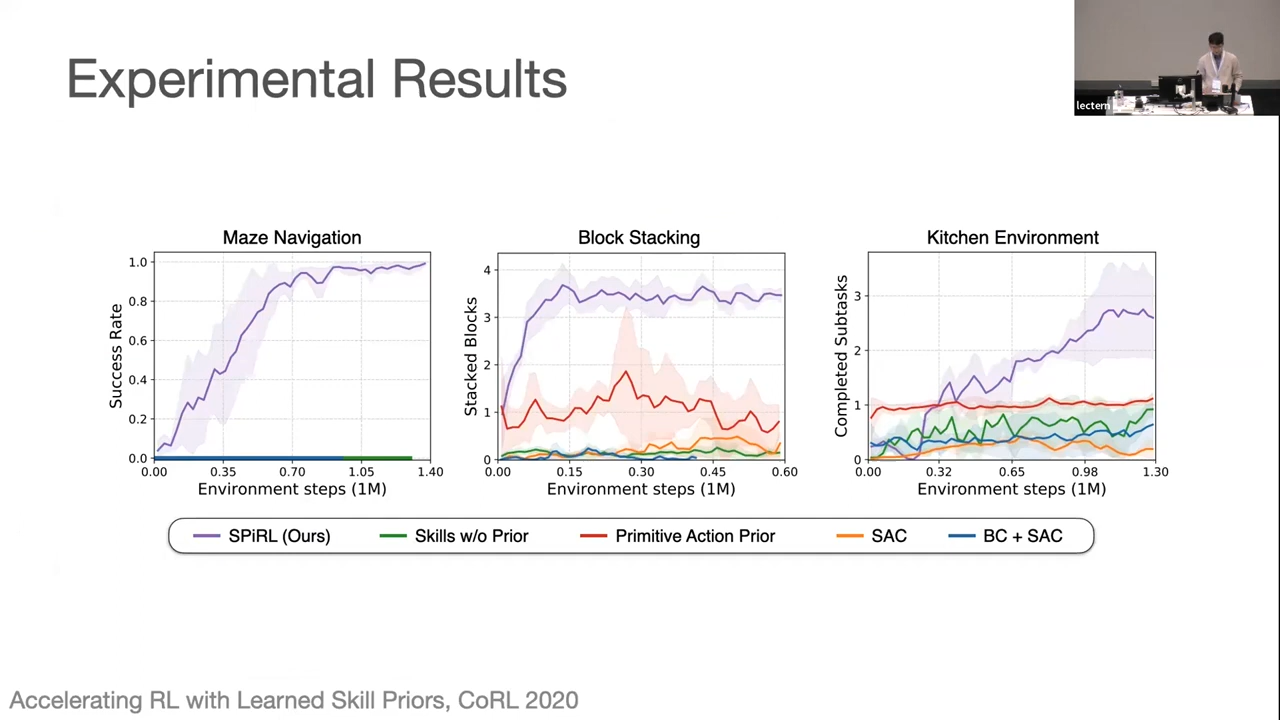 Experimental Results
lectern
Maze Navigation
Block Stacking
Kitchen Environment
Success Rate
1.0
0.8
0.6
0.4
0.2
0.0
0.00 0.35 0.70 1.05 1.40
Environment steps (1M)
Stacked Blocks
4
3
2
1
0
0.00 0.15 0.30 0.45 0.60
Environment steps (1M)
Completed Subtasks
3
2
1
0
0.00 0.32 0.65 0.98 1.30
Environment steps (1M)
SPiRL (Ours) Skills w/o Prior Primitive Action Prior SAC BC + SAC
Accelerating RL with Learned Skill Priors, CoRL 2020